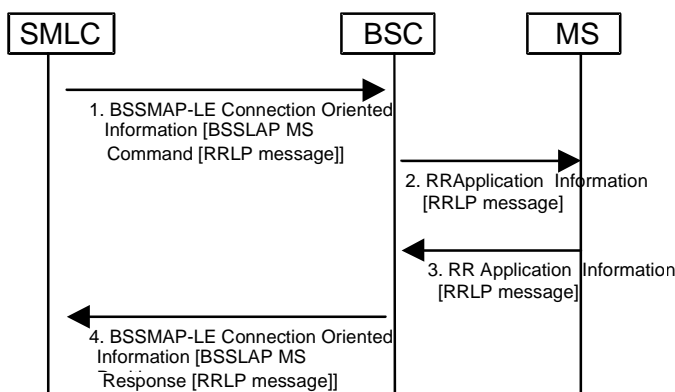 SMLC
BSC
MS
1. BSSMAP-LE Connection Oriented
Information [BSSLAP MS
Command [RRLP message]]
2. RRApplication Information
[RRLP message]
3. RR Application Information
[RRLP message]
4. BSSMAP-LE Connection Oriented
Information [BSSLAP MS
Response [RRLP message]]